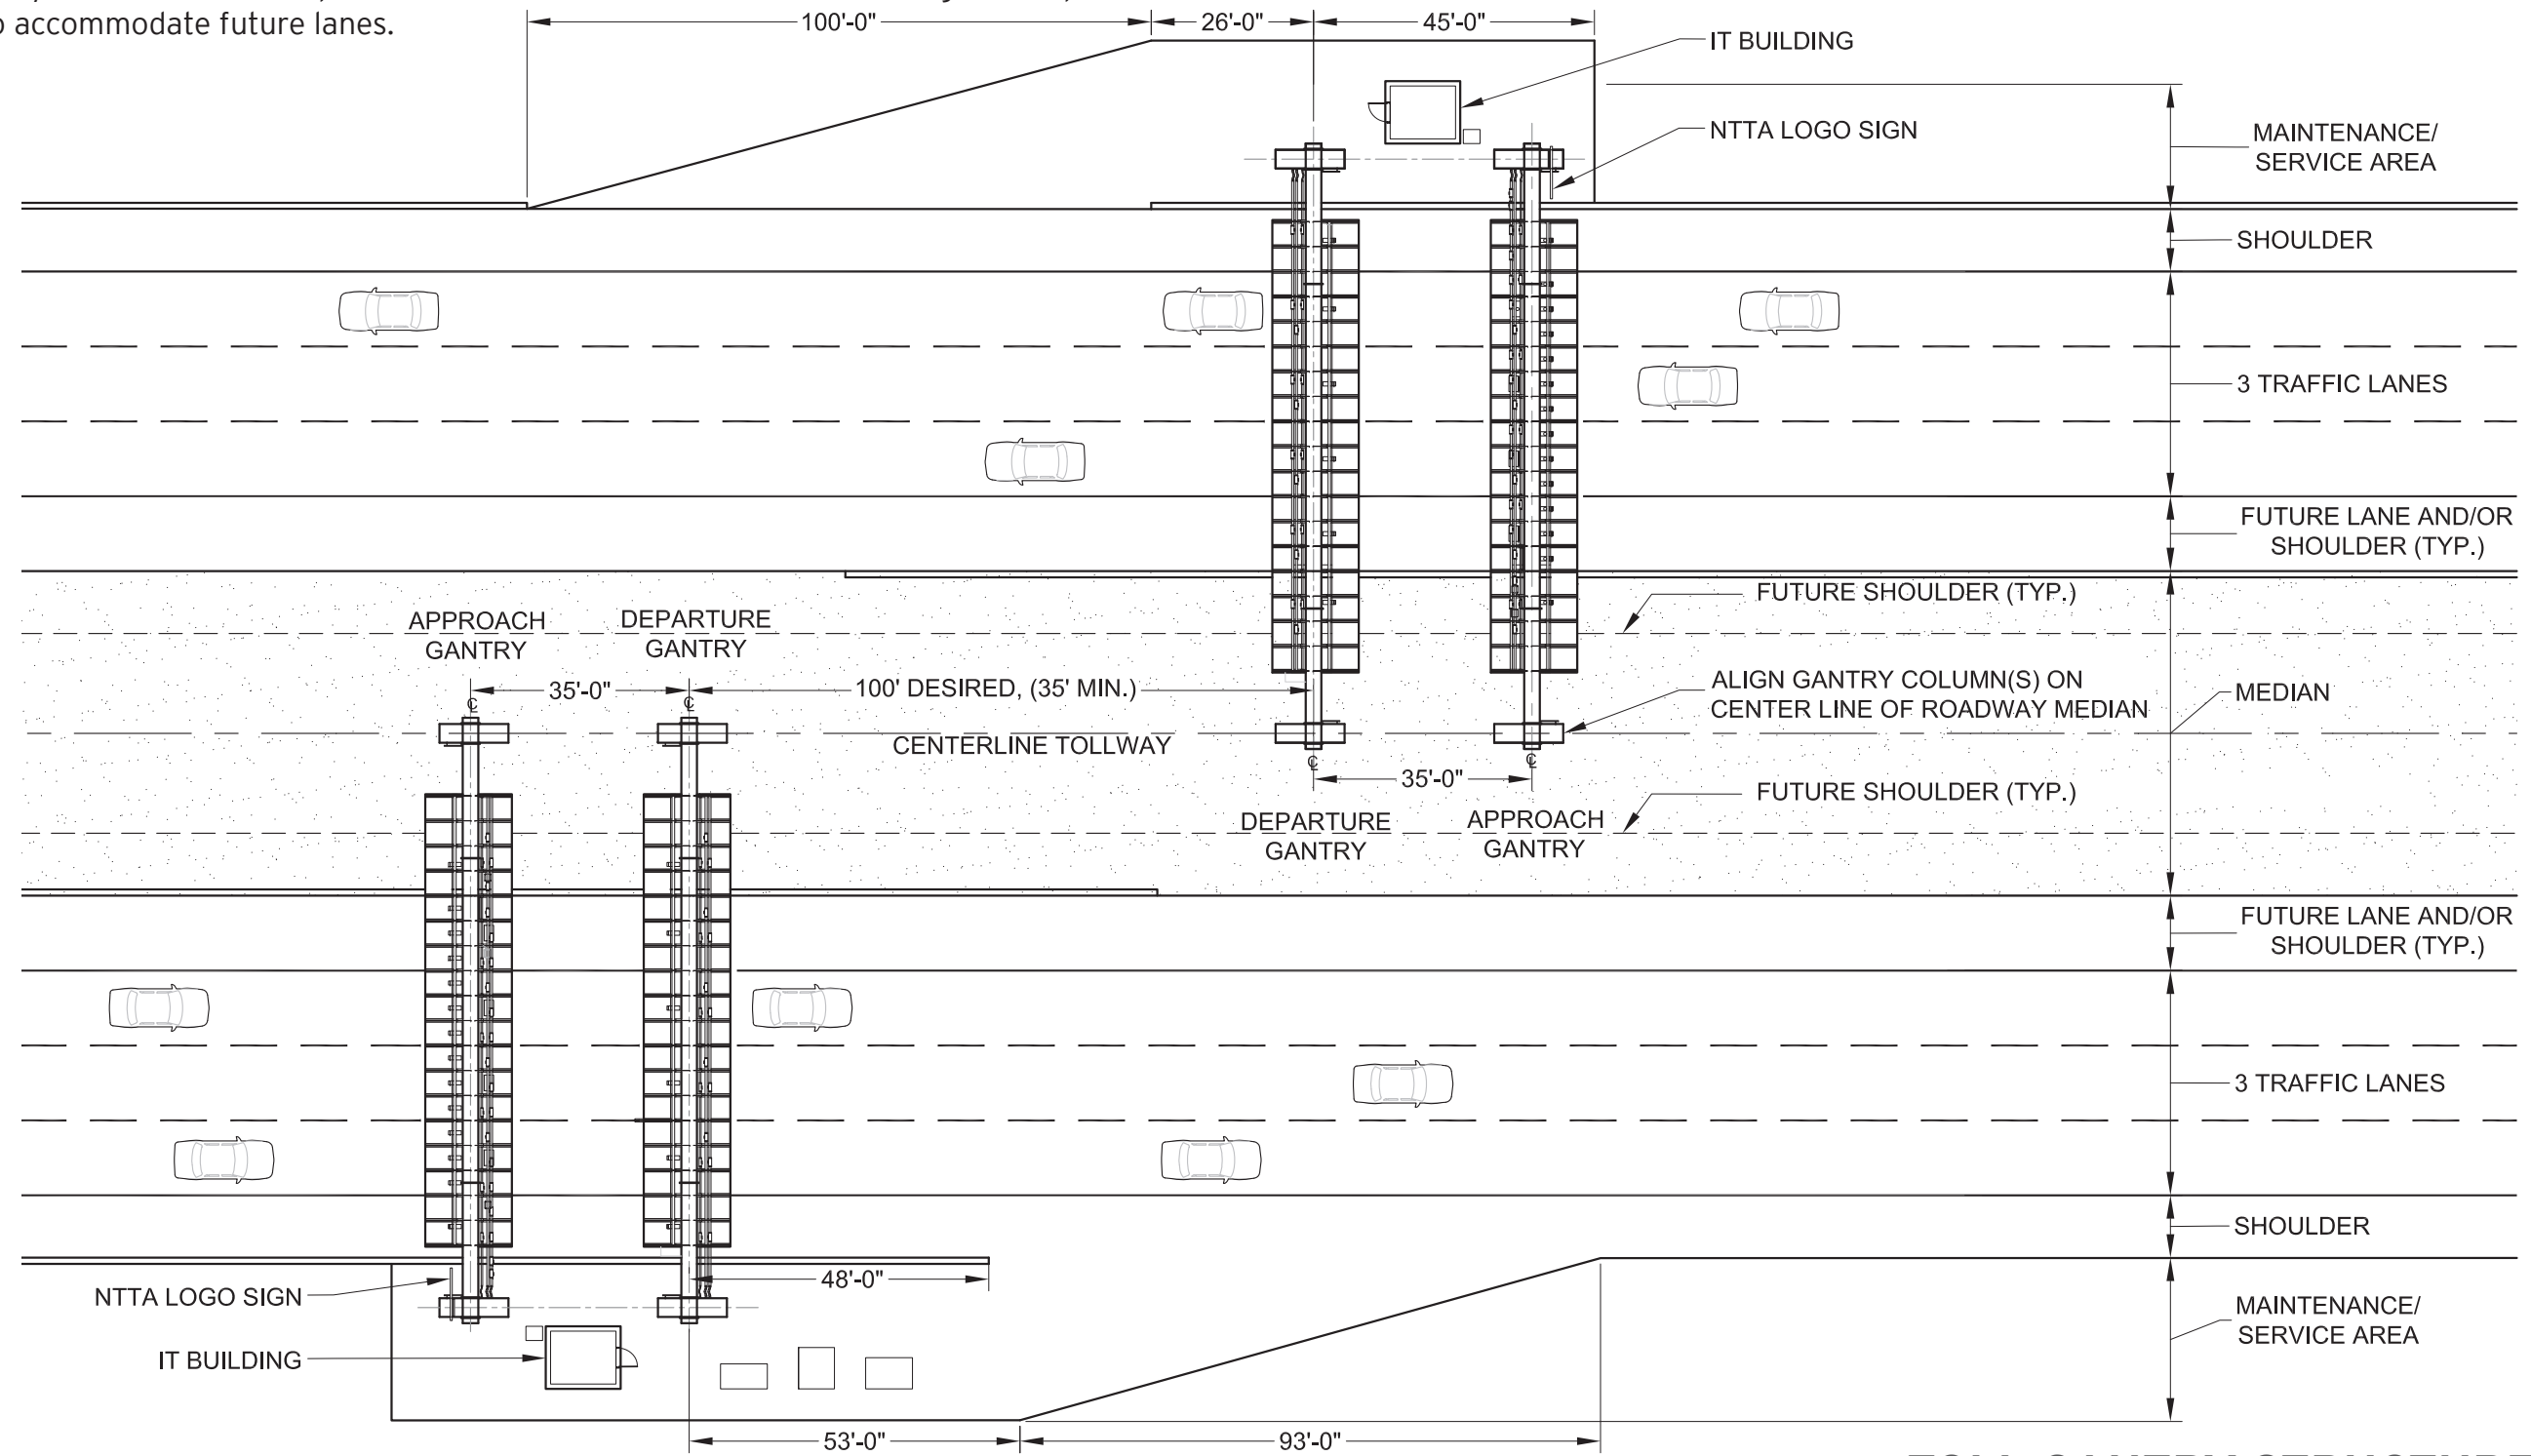 accommodate future lanes.
100'-0"
26'-0"
45'-0"
IT BUILDING
NTTA LOGO SIGN
MAINTENANCE/
SERVICE AREA
SHOULDER
3 TRAFFIC LANES
FUTURE LANE AND/OR
SHOULDER (TYP.)
FUTURE SHOULDER (TYP.)
APPROACH
GANTRY
DEPARTURE
GANTRY
35'-0"
100' DESIRED, (35' MIN.)
ALIGN GANTRY COLUMN(S) ON
CENTER LINE OF ROADWAY MEDIAN
MEDIAN
CENTERLINE TOLLWAY
35'-0"
FUTURE SHOULDER (TYP.)
DEPARTURE
GANTRY
APPROACH
GANTRY
FUTURE LANE AND/OR
SHOULDER (TYP.)
3 TRAFFIC LANES
SHOULDER
48'-0"
NTTA LOGO SIGN
MAINTENANCE/
SERVICE AREA
IT BUILDING
53'-0"
93'-0"